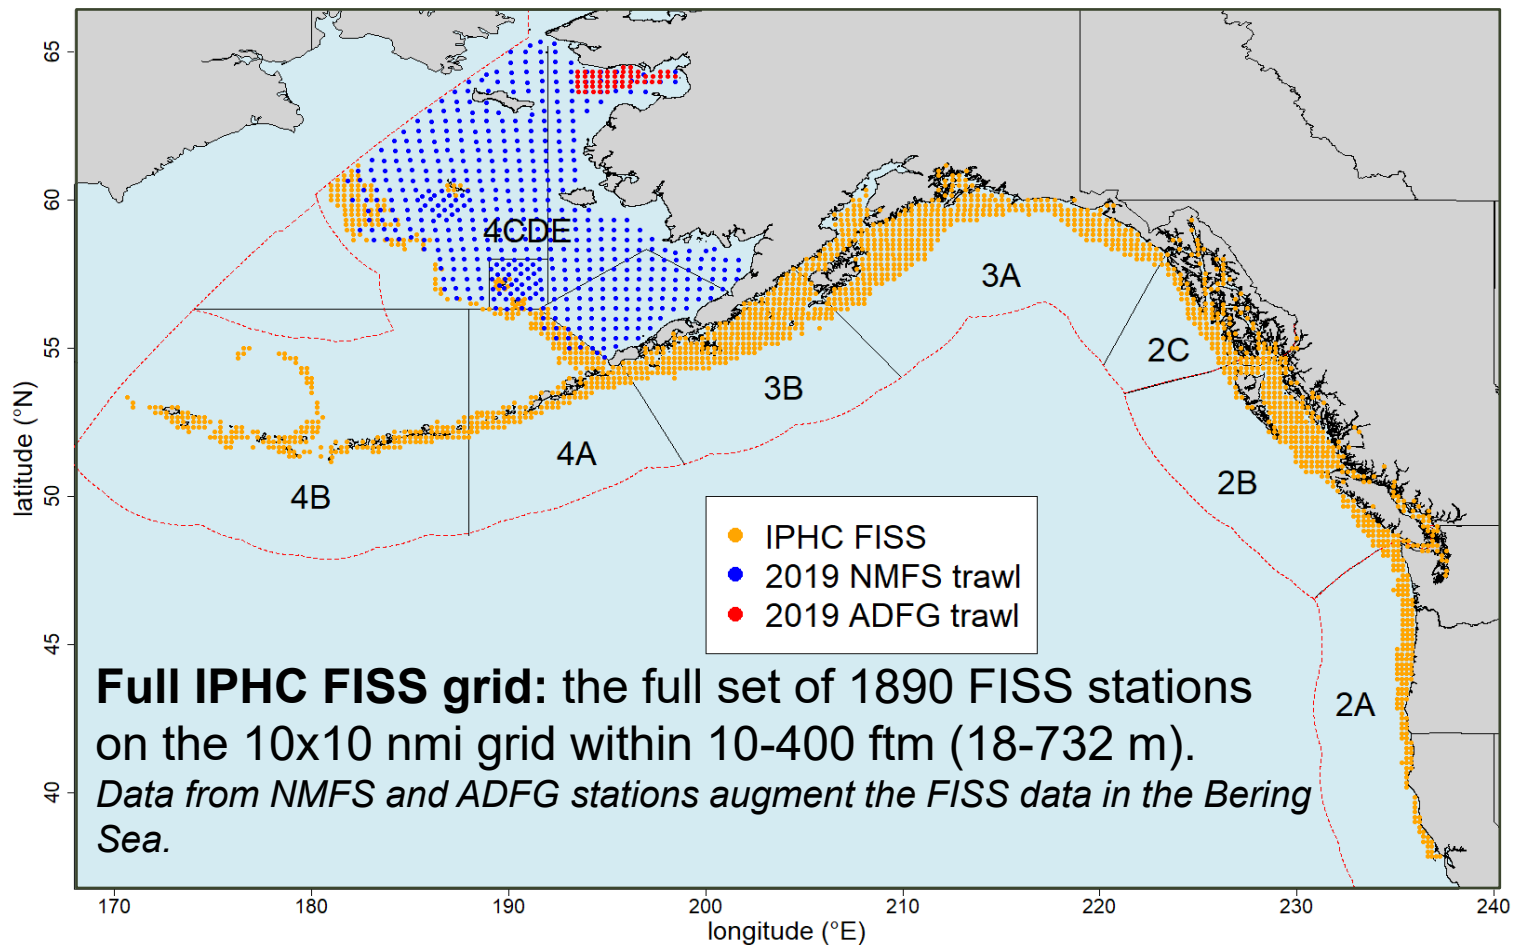 65
60
55
50
45
40
latitude (°N)
4CDE
3A
2C
3B
4A
2B
4B
2A
IPHC FISS
2019 NMFS trawl
2019 ADFG trawl
Full IPHC FISS grid: the full set of 1890 FISS stations
on the 10x10 nmi grid within 10-400 ftm (18-732 m).
Data from NMFS and ADFG stations augment the FISS data in the Bering
Sea.
170 180 190 200 210 220 230 240
longitude (°E)